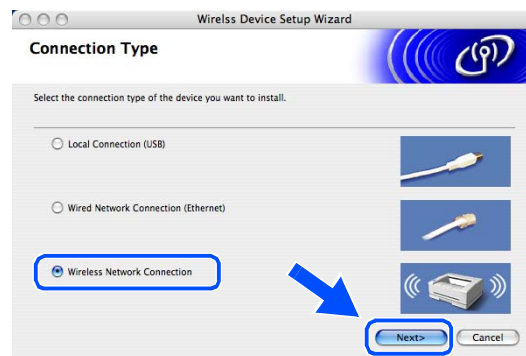 Wirelss Device Setup Wizard
Connection Type
Select the connection type of the device you want to install.
Local Connection (USB)
Wired Network Connection (Ethernet)
Wireless Network Connection
Next> Cancel